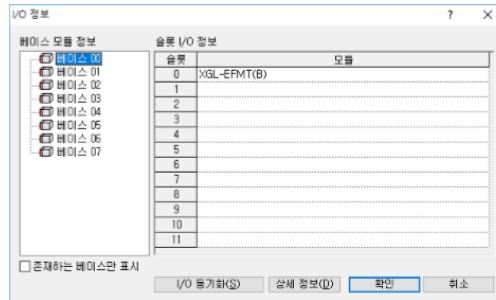 I/O 정보
? ×
베이스 모듈 정보
베이스 00
베이스 01
베이스 02
베이스 03
베이스 04
베이스 05
베이스 06
베이스 07
슬롯 I/O 정보
슬롯 모듈
0 XGL-EFMT(B)
1
2
3
4
5
6
7
8
9
10
11
존재하는 베이스만 표시
I/O 동기화(S) 상세 정보(D) 확인 취소